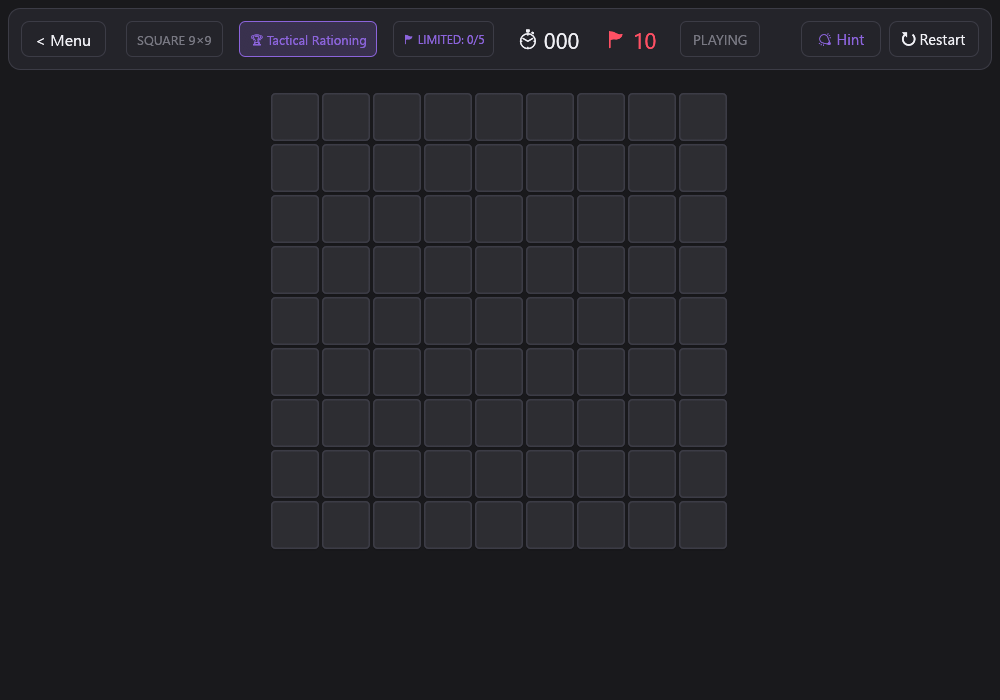 < Menu
SQUARE 9×9
Tactical Rationing
LIMITED: 0/5
000
10
PLAYING
Hint
Restart